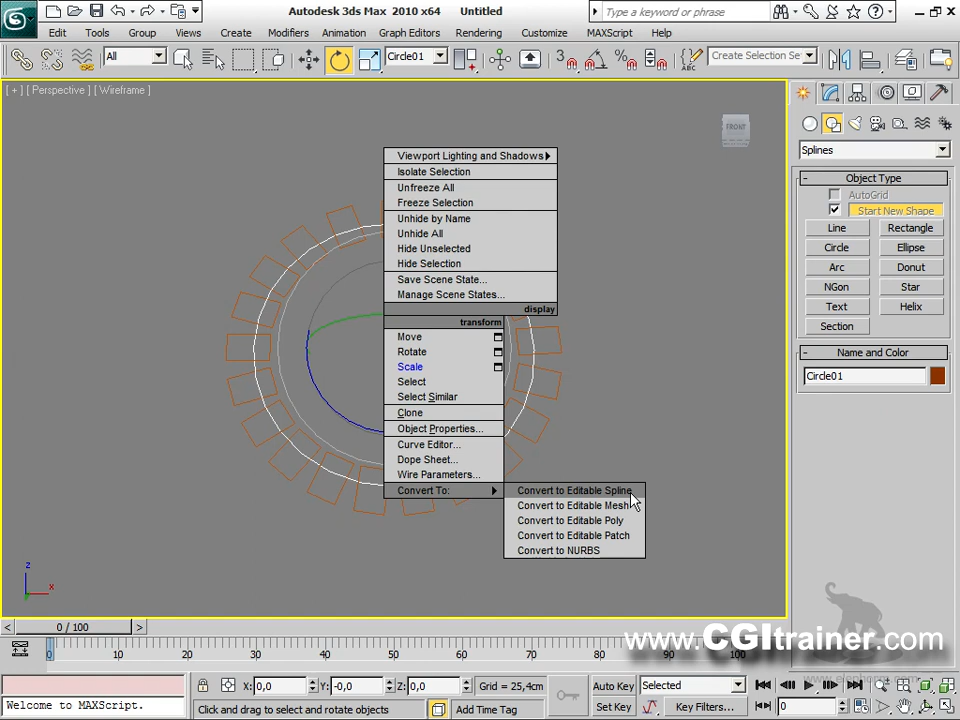 Autodesk 3ds Max  2010 x64    Untitled
Type a keyword or phrase
Edit Tools Group Views Create Modifiers Animation Graph Editors Rendering Customize MAXScript Help
All
Circle01
3
Create Selection Se
[ + ] [ Perspective ] [ Wireframe ]
FRONT
Splines
Viewport Lighting and Shadows
Isolate Selection
Unfreeze All
Freeze Selection
Unhide by Name
Unhide All
Hide Unselected
Hide Selection
Save Scene State...
Manage Scene States...
display
transform
Move
Rotate
Scale
Select
Select Similar
Clone
Object Properties...
Curve Editor...
Dope Sheet...
Wire Parameters...
Convert To:
Convert to Editable Spline
Convert to Editable Mesh
Convert to Editable Poly
Convert to Editable Patch
Convert to NURBS
- Object Type
AutoGrid
Start New Shape
Line Rectangle
Circle Ellipse
Arc Donut
NGon Star
Text Helix
Section
- Name and Color
Circle01
z
x
< 0 / 100 >
0 10 20 30 40 50 60 70 80 90 100
www.CGItrainer.com
X: 0,0 Y: -0,0 Z: 0,0 Grid = 25,4cm
Auto Key Selected
Welcome to MAXScript.
Click and drag to select and rotate objects
Add Time Tag
Set Key Key Filters...
0